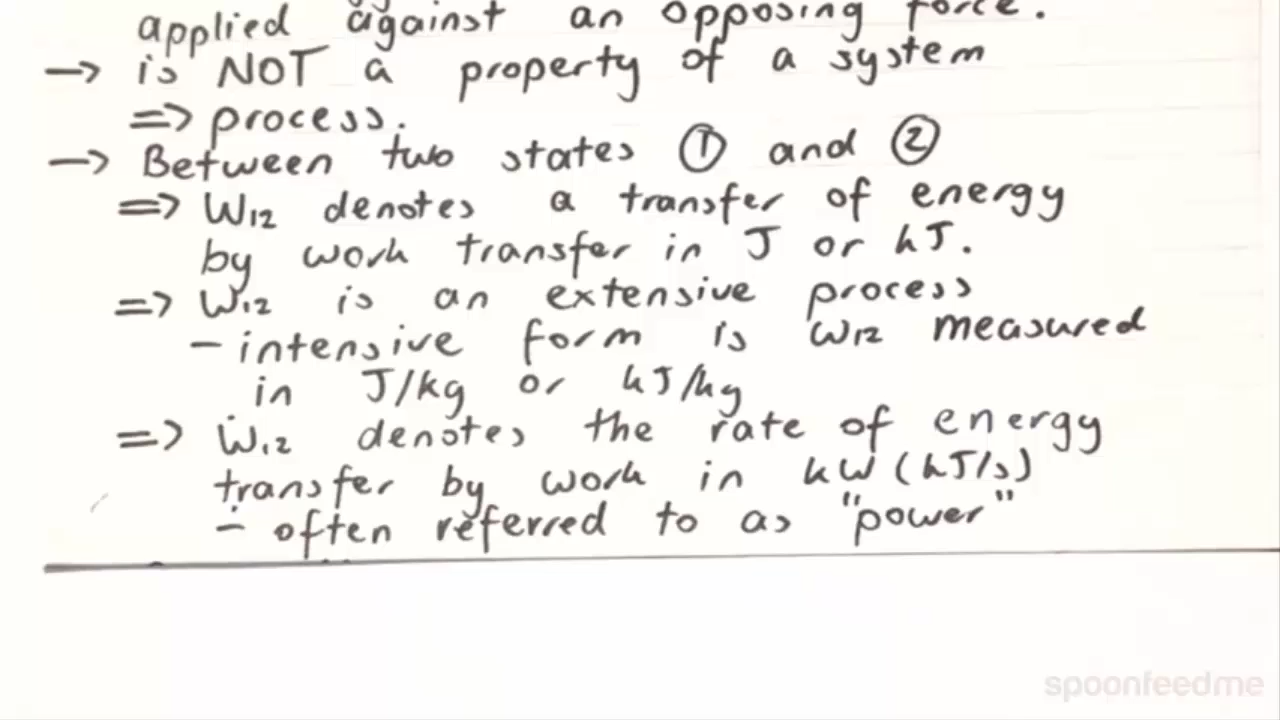 applied against an opposing force.
→ is NOT a property of a system
⇒ process.
→ Between two states ① and ②
⇒ W₁₂ denotes a transfer of energy
by work transfer in J or kJ.
⇒ W₁₂ is an extensive process
- intensive form is w₁₂ measured
in J/kg or kJ/kg
⇒ Ẇ₁₂ denotes the rate of energy
transfer by work in kW (kJ/s)
- often referred to as "power"
spoonfeedme